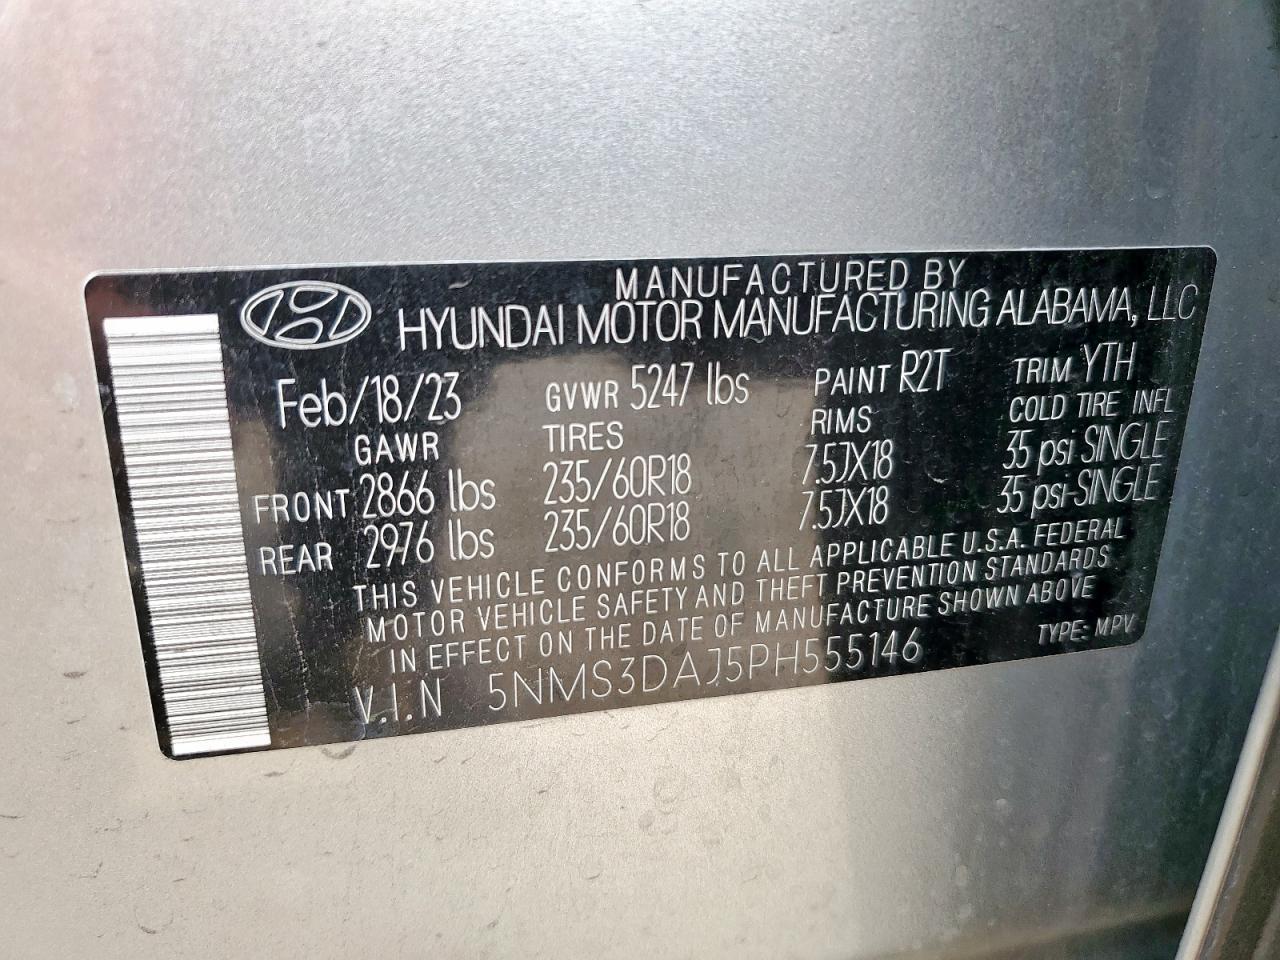 MANUFACTURED BY
HYUNDAI MOTOR MANUFACTURING ALABAMA, LLC
Feb/18/23 GVWR 5247 lbs PAINT R2T TRIM YTH
GAWR TIRES RIMS COLD TIRE INFL
FRONT 2866 lbs 235/60R18 7.5JX18 35 psi SINGLE
REAR 2976 lbs 235/60R18 7.5JX18 35 psi-SINGLE
THIS VEHICLE CONFORMS TO ALL APPLICABLE U.S.A. FEDERAL
MOTOR VEHICLE SAFETY AND THEFT PREVENTION STANDARDS
IN EFFECT ON THE DATE OF MANUFACTURE SHOWN ABOVE
V.I.N 5NMS3DAJ5PH555146 TYPE: MPV